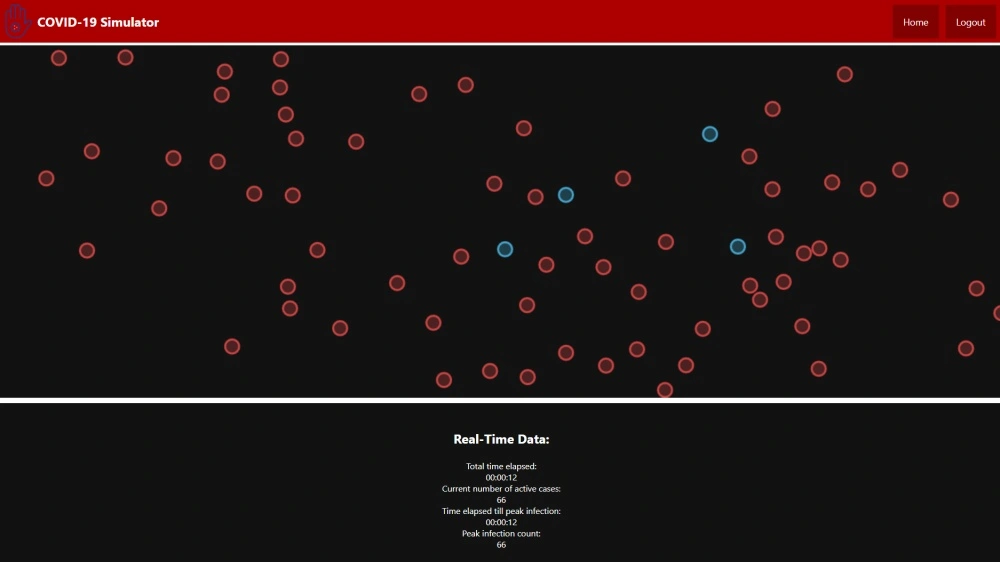 COVID-19 Simulator
Home
Logout
Real-Time Data:
Total time elapsed:
00:00:12
Current number of active cases:
66
Time elapsed till peak infection:
00:00:12
Peak infection count:
66